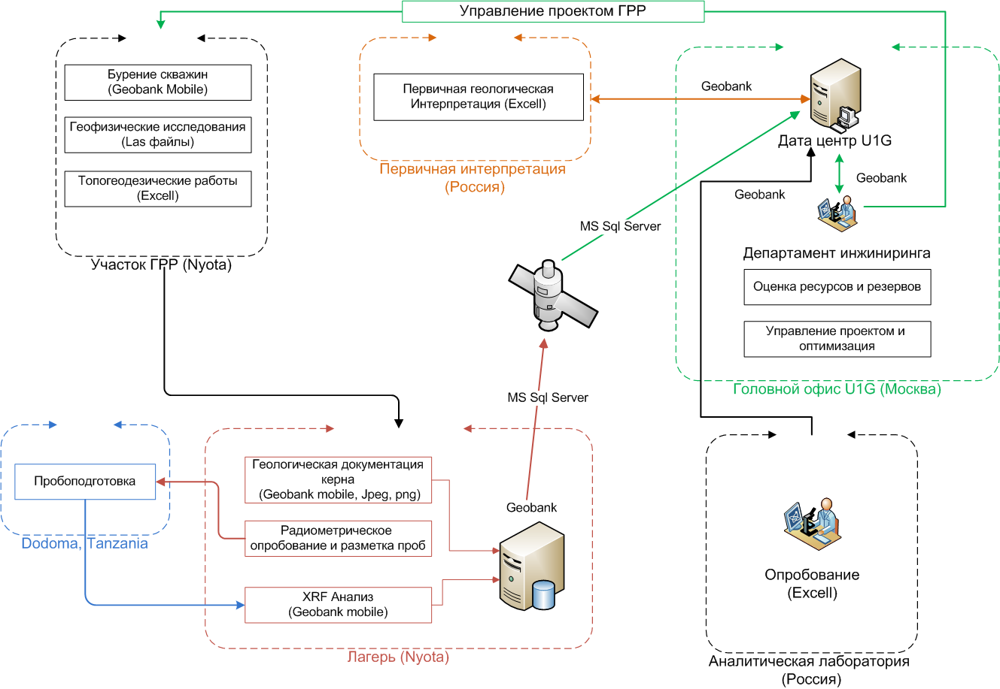 Управление проектом ГРР
Бурение скважин
(Geobank Mobile)
Геофизические исследования
(Las файлы)
Топогеодезические работы
(Excell)
Участок ГРР (Nyota)
Первичная геологическая
Интерпретация (Excell)
Первичная интерпретация
(Россия)
Geobank
Дата центр U1G
Geobank
Geobank
MS Sql Server
Департамент инжиниринга
Оценка ресурсов и резервов
Управление проектом и
оптимизация
Головной офис U1G (Москва)
MS Sql Server
Пробоподготовка
Dodoma, Tanzania
Геологическая документация
керна
(Geobank mobile, Jpeg, png)
Радиометрическое
опробование и разметка проб
XRF Анализ
(Geobank mobile)
Geobank
Лагерь (Nyota)
Опробование
(Excell)
Аналитическая лаборатория
(Россия)